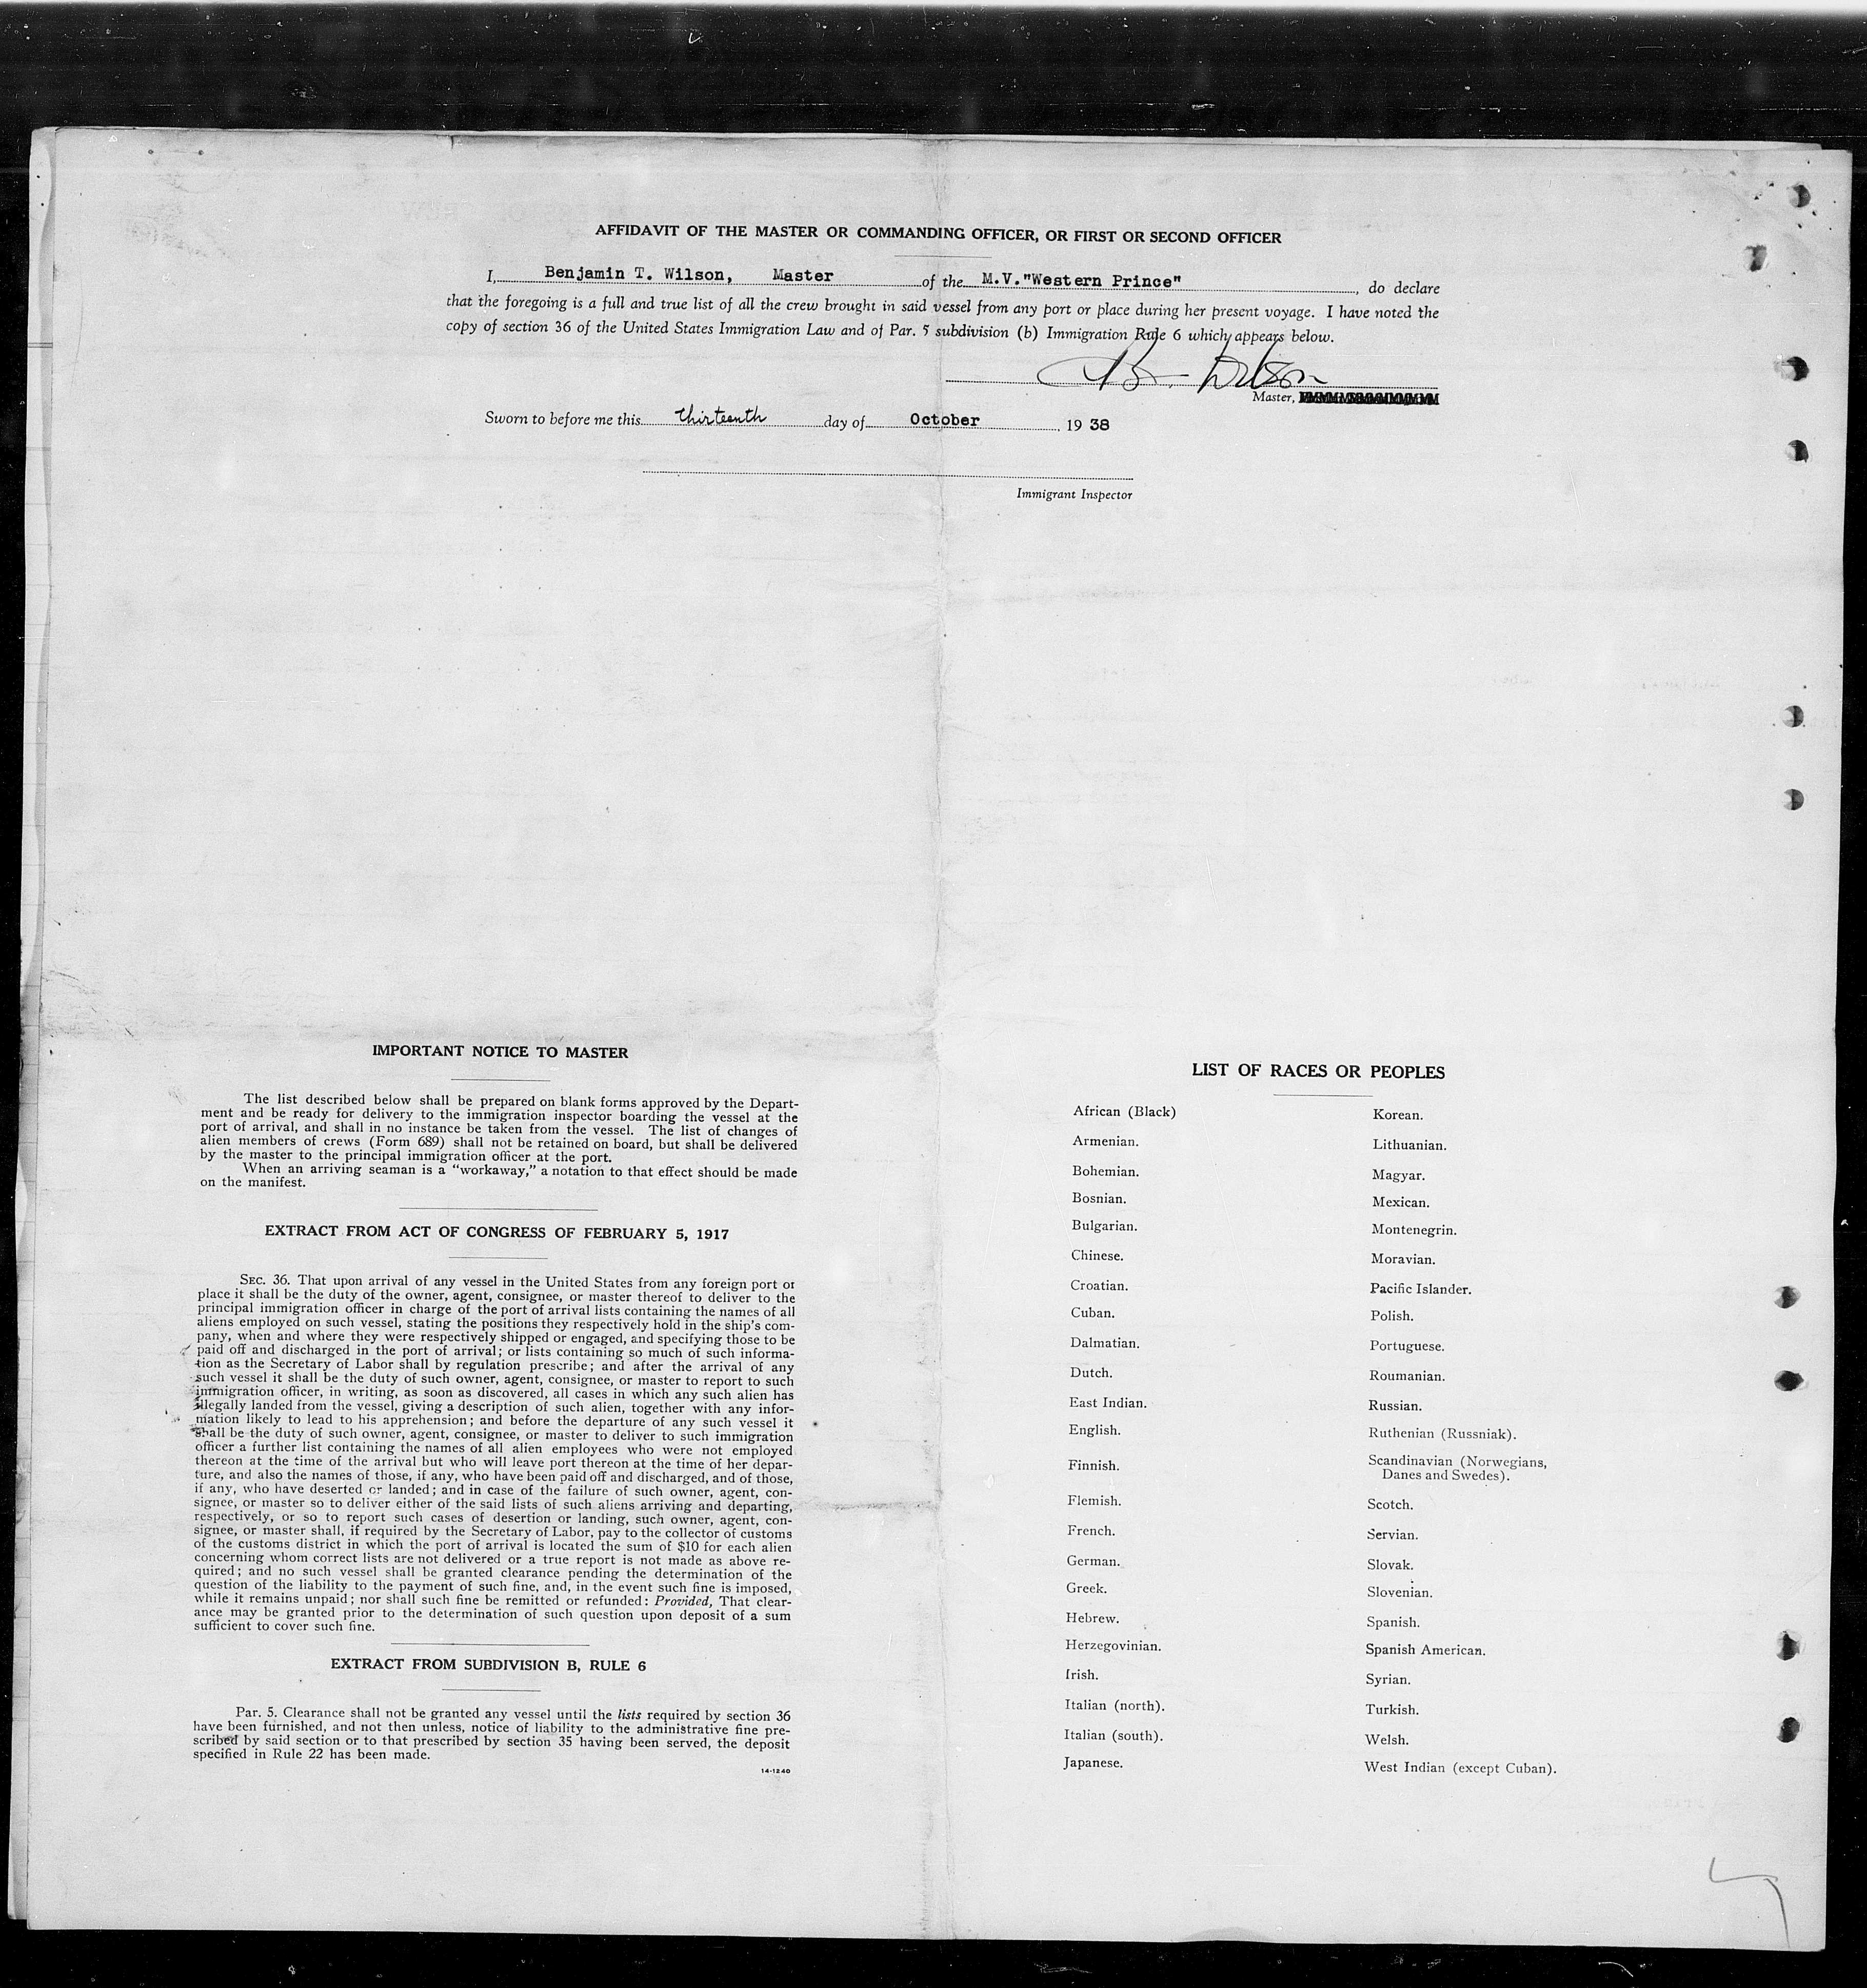 AFFIDAVIT OF THE MASTER OR COMMANDING OFFICER, OR FIRST OR SECOND OFFICER
I, Benjamin T. Wilson, Master of the M.V. "Western Prince", do declare
that the foregoing is a full and true list of all the crew brought in said vessel from any port or place during her present voyage. I have noted the
copy of section 36 of the United States Immigration Law and of Par. 5 subdivision (b) Immigration Rule 6 which appears below.
Wilson
Master,
Sworn to before me this thirteenth day of October, 19 38
Immigrant Inspector
IMPORTANT NOTICE TO MASTER
The list described below shall be prepared on blank forms approved by the Depart-
ment and be ready for delivery to the immigration inspector boarding the vessel at the
port of arrival, and shall in no instance be taken from the vessel. The list of changes of
alien members of crews (Form 689) shall not be retained on board, but shall be delivered
by the master to the principal immigration officer at the port.
When an arriving seaman is a "workaway," a notation to that effect should be made
on the manifest.
EXTRACT FROM ACT OF CONGRESS OF FEBRUARY 5, 1917
SEC. 36. That upon arrival of any vessel in the United States from any foreign port or
place it shall be the duty of the owner, agent, consignee, or master thereof to deliver to the
principal immigration officer in charge of the port of arrival lists containing the names of all
aliens employed on such vessel, stating the positions they respectively hold in the ship's com-
pany, when and where they were respectively shipped or engaged, and specifying those to be
paid off and discharged in the port of arrival; or lists containing so much of such informa-
tion as the Secretary of Labor shall by regulation prescribe; and after the arrival of any
such vessel it shall be the duty of such owner, agent, consignee, or master to report to such
immigration officer, in writing, as soon as discovered, all cases in which any such alien has
illegally landed from the vessel, giving a description of such alien, together with any infor-
mation likely to lead to his apprehension; and before the departure of any such vessel it
shall be the duty of such owner, agent, consignee, or master to deliver to such immigration
officer a further list containing the names of all alien employees who were not employed
thereon at the time of the arrival but who will leave port thereon at the time of her depar-
ture, and also the names of those, if any, who have been paid off and discharged, and of those,
if any, who have deserted or landed; and in case of the failure of such owner, agent, con-
signee, or master so to deliver either of the said lists of such aliens arriving and departing,
respectively, or so to report such cases of desertion or landing, such owner, agent, con-
signee, or master shall, if required by the Secretary of Labor, pay to the collector of customs
of the customs district in which the port of arrival is located the sum of $10 for each alien
concerning whom correct lists are not delivered or a true report is not made as above re-
quired; and no such vessel shall be granted clearance pending the determination of the
question of the liability to the payment of such fine, and, in the event such fine is imposed,
while it remains unpaid; nor shall such fine be remitted or refunded: Provided, That clear-
ance may be granted prior to the determination of such question upon deposit of a sum
sufficient to cover such fine.
EXTRACT FROM SUBDIVISION B, RULE 6
Par. 5. Clearance shall not be granted any vessel until the lists required by section 36
have been furnished, and not then unless, notice of liability to the administrative fine pre-
scribed by said section or to that prescribed by section 35 having been served, the deposit
specified in Rule 22 has been made.
14-1240
LIST OF RACES OR PEOPLES
African (Black)
Armenian.
Bohemian.
Bosnian.
Bulgarian.
Chinese.
Croatian.
Cuban.
Dalmatian.
Dutch.
East Indian.
English.
Finnish.
Flemish.
French.
German.
Greek.
Hebrew.
Herzegovinian.
Irish.
Italian (north).
Italian (south).
Japanese.
Korean.
Lithuanian.
Magyar.
Mexican.
Montenegrin.
Moravian.
Pacific Islander.
Polish.
Portuguese.
Roumanian.
Russian.
Ruthenian (Russniak).
Scandinavian (Norwegians,
Danes and Swedes).
Scotch.
Servian.
Slovak.
Slovenian.
Spanish.
Spanish American.
Syrian.
Turkish.
Welsh.
West Indian (except Cuban).